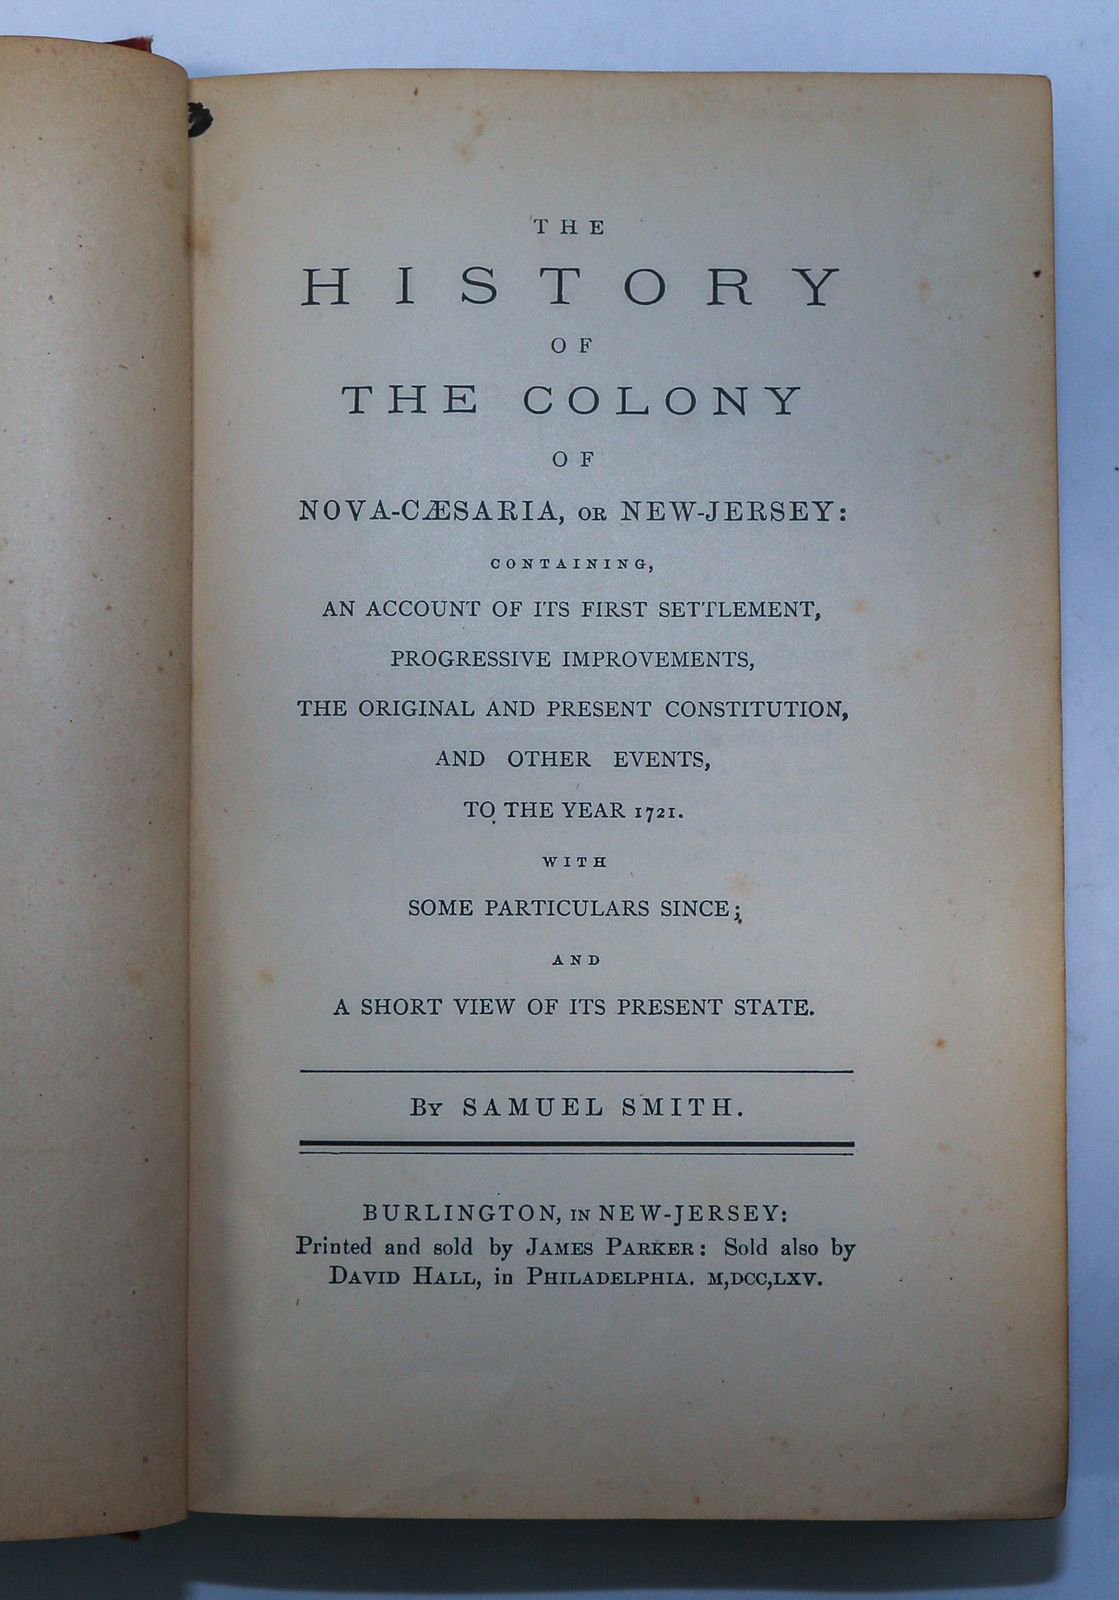 THE
HISTORY
OF
THE COLONY
OF
NOVA-CÆSARIA, OR NEW-JERSEY:
CONTAINING,
AN ACCOUNT OF ITS FIRST SETTLEMENT,
PROGRESSIVE IMPROVEMENTS,
THE ORIGINAL AND PRESENT CONSTITUTION,
AND OTHER EVENTS,
TO THE YEAR 1721.
WITH
SOME PARTICULARS SINCE;
AND
A SHORT VIEW OF ITS PRESENT STATE.
By SAMUEL SMITH.
BURLINGTON, IN NEW-JERSEY:
Printed and sold by JAMES PARKER: Sold also by
DAVID HALL, in PHILADELPHIA. M,DCC,LXV.